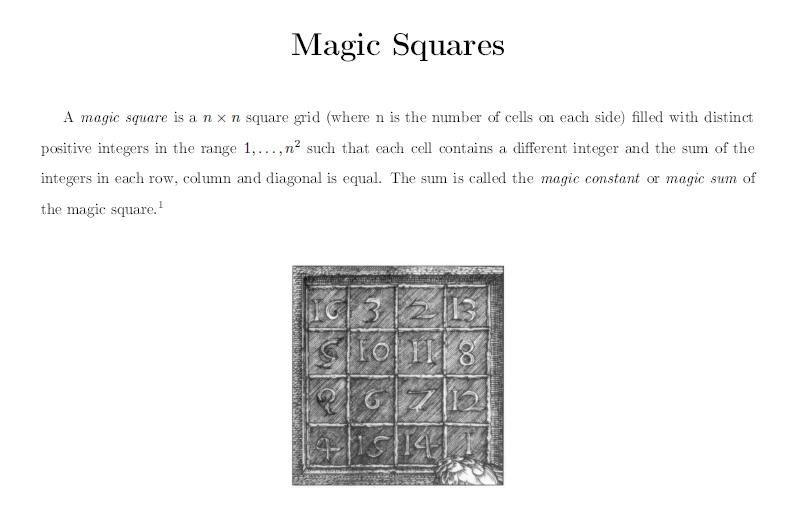 Magic Squares
A magic square is a n × n square grid (where n is the number of cells on each side) filled with distinct
positive integers in the range 1, . . . , n² such that each cell contains a different integer and the sum of the
integers in each row, column and diagonal is equal. The sum is called the magic constant or magic sum of
the magic square.¹
16 3 2 13
5 10 11 8
9 6 7 12
4 15 14 1